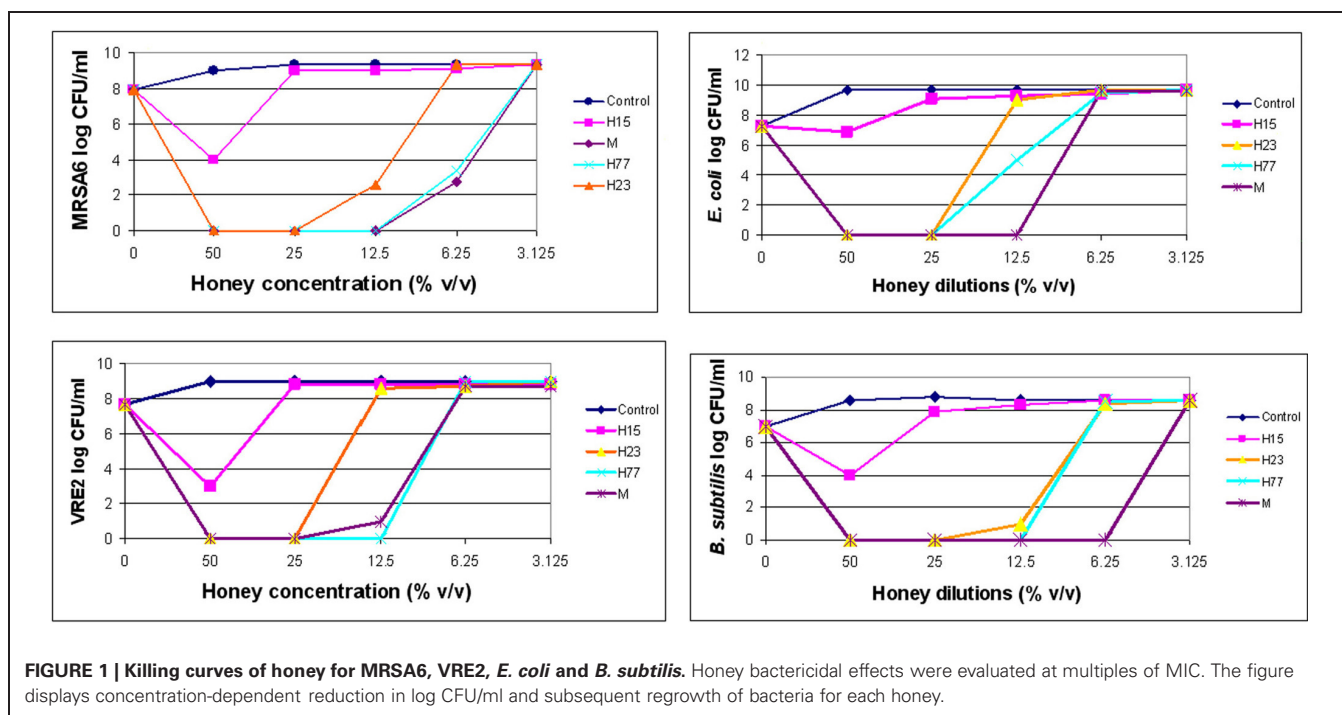 MRSA6 log CFU/ml
10
8
6
4
2
0
0 50 25 12.5 6.25 3.125
Honey concentration (% v/v)
Control
H15
M
H77
H23
E. coli log CFU/ml
12
10
8
6
4
2
0
0 50 25 12.5 6.25 3.125
Honey dilutions (% v/v)
Control
H15
H23
H77
M
VRE2 log CFU/ml
10
8
6
4
2
0
0 50 25 12.5 6.25 3.125
Honey concentration (% v/v)
Control
H15
H23
H77
M
B. subtilis log CFU/ml
10
8
6
4
2
0
0 50 25 12.5 6.25 3.125
Honey dilutions (% v/v)
Control
H15
H23
H77
M
FIGURE 1 | Killing curves of honey for MRSA6, VRE2, E. coli and B. subtilis. Honey bactericidal effects were evaluated at multiples of MIC. The figure
displays concentration-dependent reduction in log CFU/ml and subsequent regrowth of bacteria for each honey.